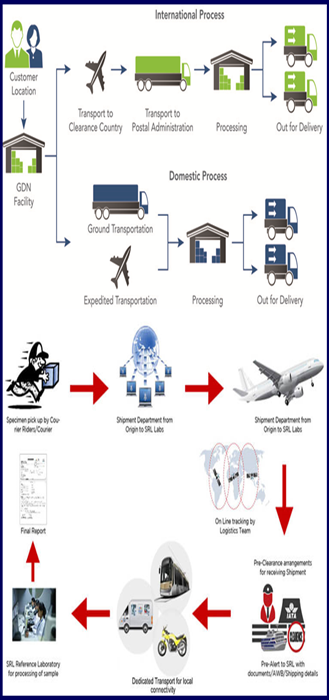 International Process
Customer
Location
Transport to
Clearance Country
Transport to
Postal Administration
Processing
Out for Delivery
GDN
Facility
Domestic Process
Ground Transportation
Expedited Transportation
Processing
Out for Delivery
Specimen pick up by Cou-
rier Riders/Courier
Shipment Department from
Origin to SRL Labs
Shipment Department from
Origin to SRL Labs
On Line tracking by
Logistics Team
Final Report
Pre-Clearance arrangements
for receiving Shipment
IATA
Pre-Alert to SRL with
documents/AWB/Shipping details
SRL Reference Laboratory
for processing of sample
Dedicated Transport for local
connectivity